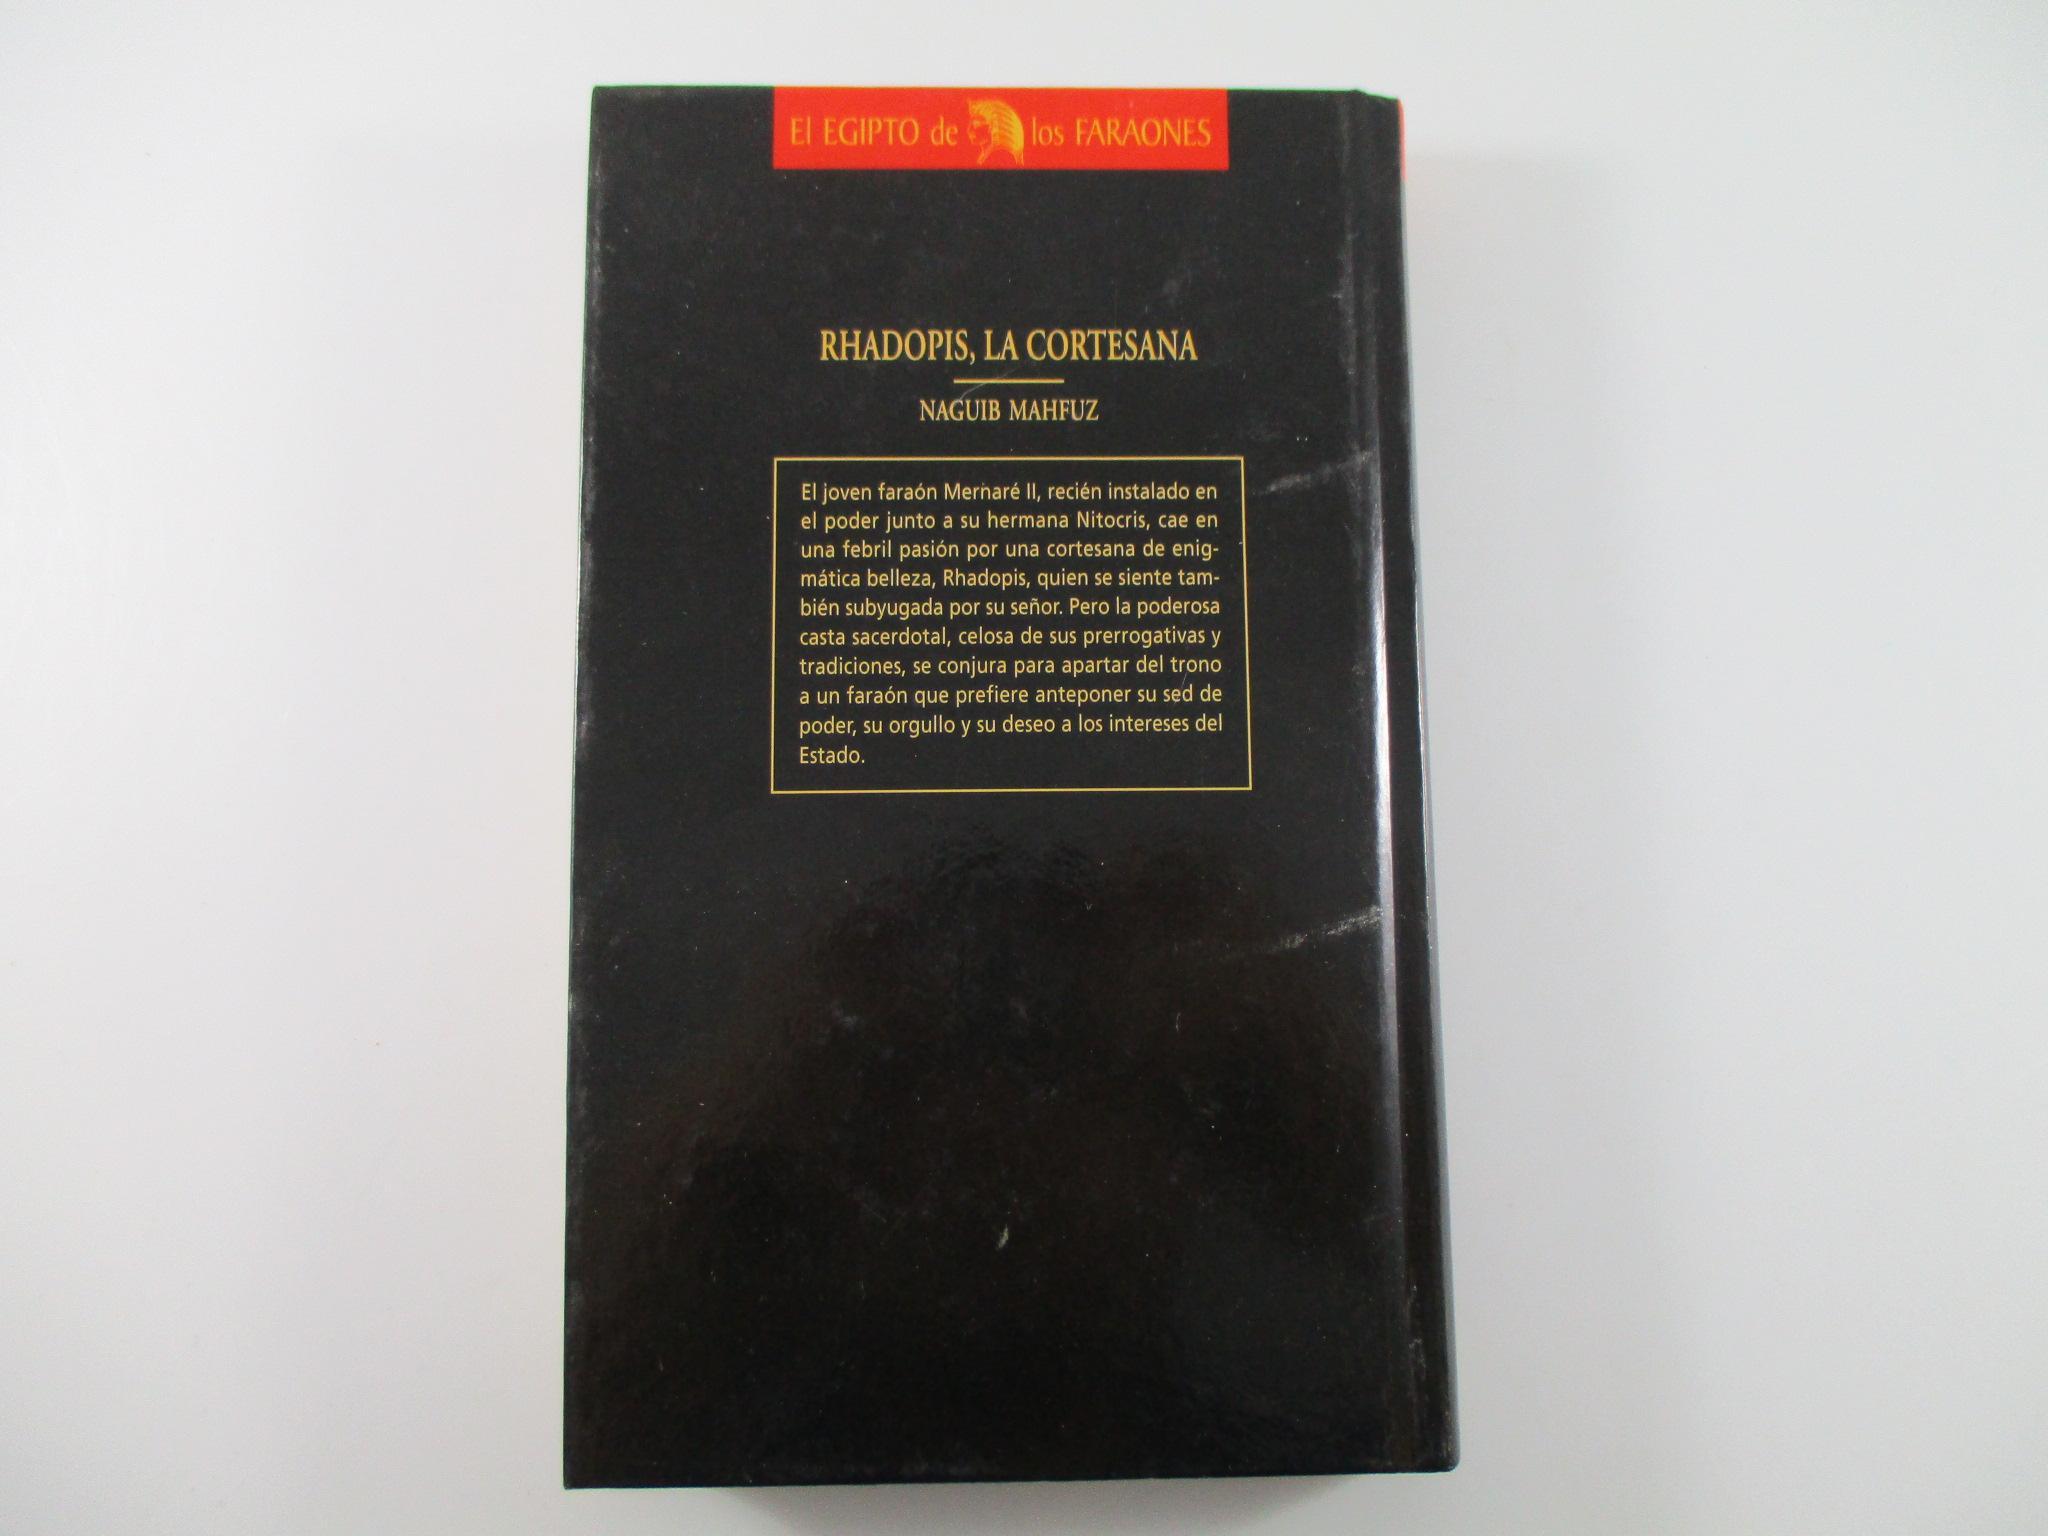 El EGIPTO de los FARAONES
RHADOPIS, LA CORTESANA
NAGUIB MAHFUZ
El joven faraón Mernaré II, recién instalado en
el poder junto a su hermana Nitocris, cae en
una febril pasión por una cortesana de enig-
mática belleza, Rhadopis, quien se siente tam-
bién subyugada por su señor. Pero la poderosa
casta sacerdotal, celosa de sus prerrogativas y
tradiciones, se conjura para apartar del trono
a un faraón que prefiere anteponer su sed de
poder, su orgullo y su deseo a los intereses del
Estado.